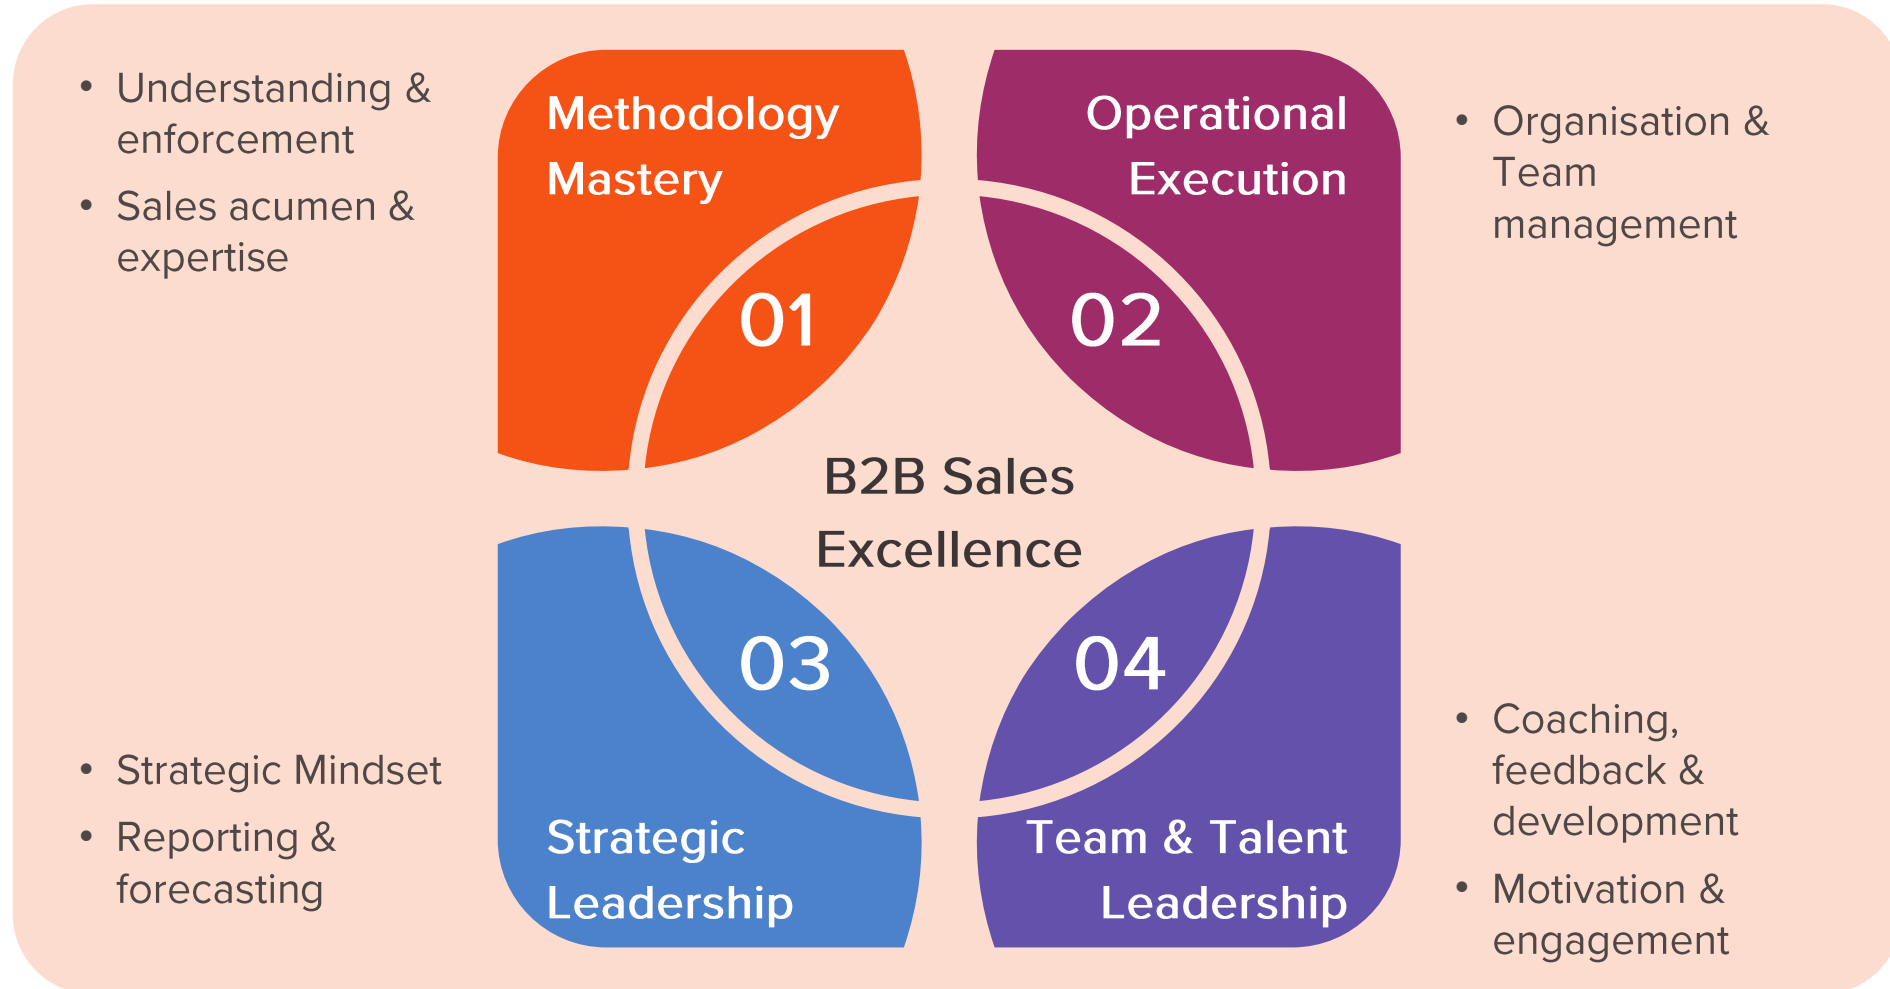 • Understanding &
enforcement
• Sales acumen &
expertise
Methodology
Mastery
01
Operational
Execution
02
• Organisation &
Team
management
B2B Sales
Excellence
• Strategic Mindset
• Reporting &
forecasting
03
Strategic
Leadership
04
Team & Talent
Leadership
• Coaching,
feedback &
development
• Motivation &
engagement